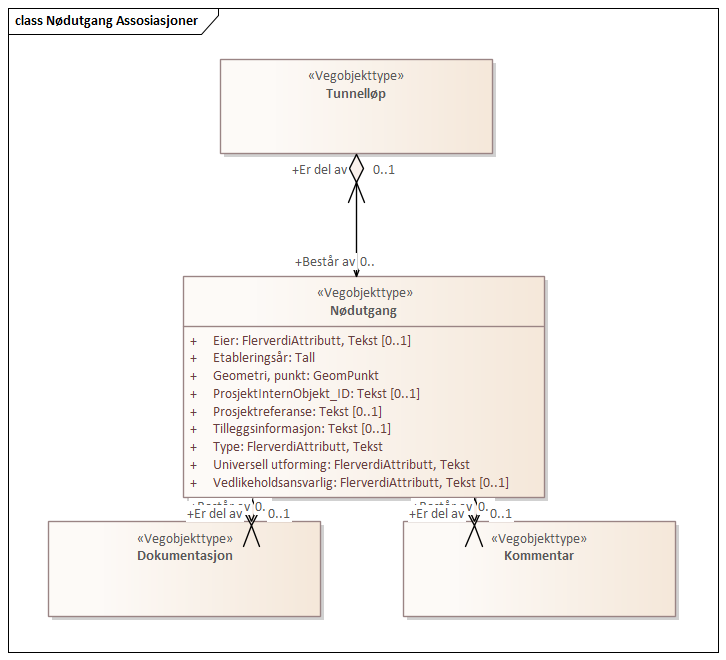 class Nødutgang Assosiasjoner
«Vegobjekttype»
Tunnelløp
+Er del av 0..1
+Består av 0..
«Vegobjekttype»
Nødutgang
+ Eier: FlerverdiAttributt, Tekst [0..1]
+ Etableringsår: Tall
+ Geometri, punkt: GeomPunkt
+ ProsjektInternObjekt_ID: Tekst [0..1]
+ Prosjektreferanse: Tekst [0..1]
+ Tilleggsinformasjon: Tekst [0..1]
+ Type: FlerverdiAttributt, Tekst
+ Universell utforming: FlerverdiAttributt, Tekst
+ Vedlikeholdsansvarlig: FlerverdiAttributt, Tekst [0..1]
+Består av 0. +Består av 0.
+Er del av 0..1 +Er del av 0..1
«Vegobjekttype» «Vegobjekttype»
Dokumentasjon Kommentar